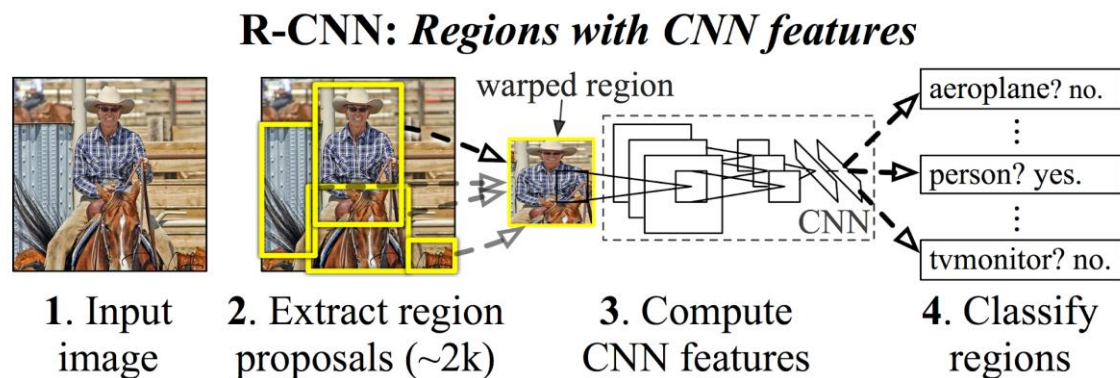 R-CNN: Regions with CNN features
warped region
aeroplane? no.
⋮
person? yes.
⋮
tvmonitor? no.
CNN
1. Input
image
2. Extract region
proposals (~2k)
3. Compute
CNN features
4. Classify
regions